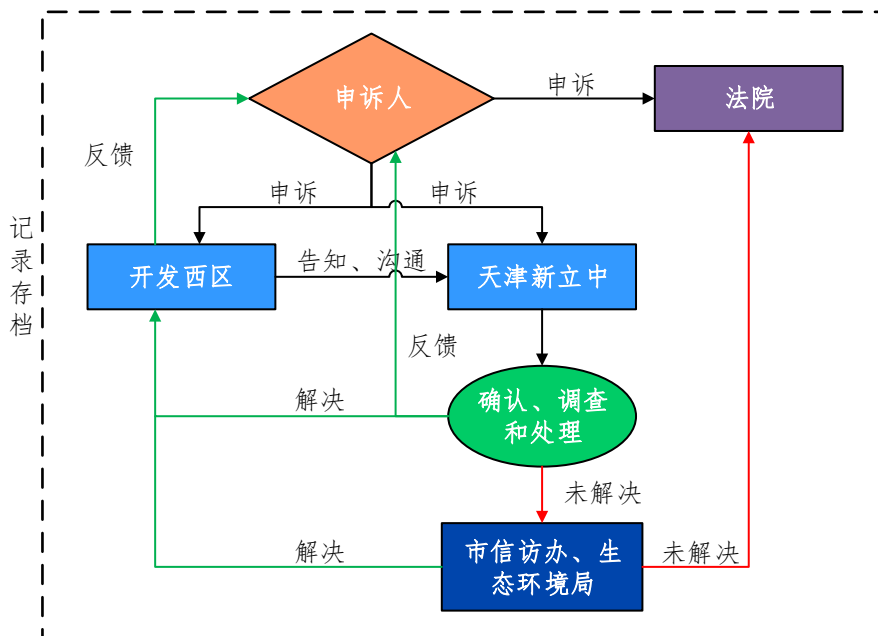 申诉人
申诉
法院
反馈
申诉
申诉
记
录
存
档
开发西区
告知、沟通
天津新立中
反馈
解决
确认、调查
和处理
未解决
解决
市信访办、生
态环境局
未解决